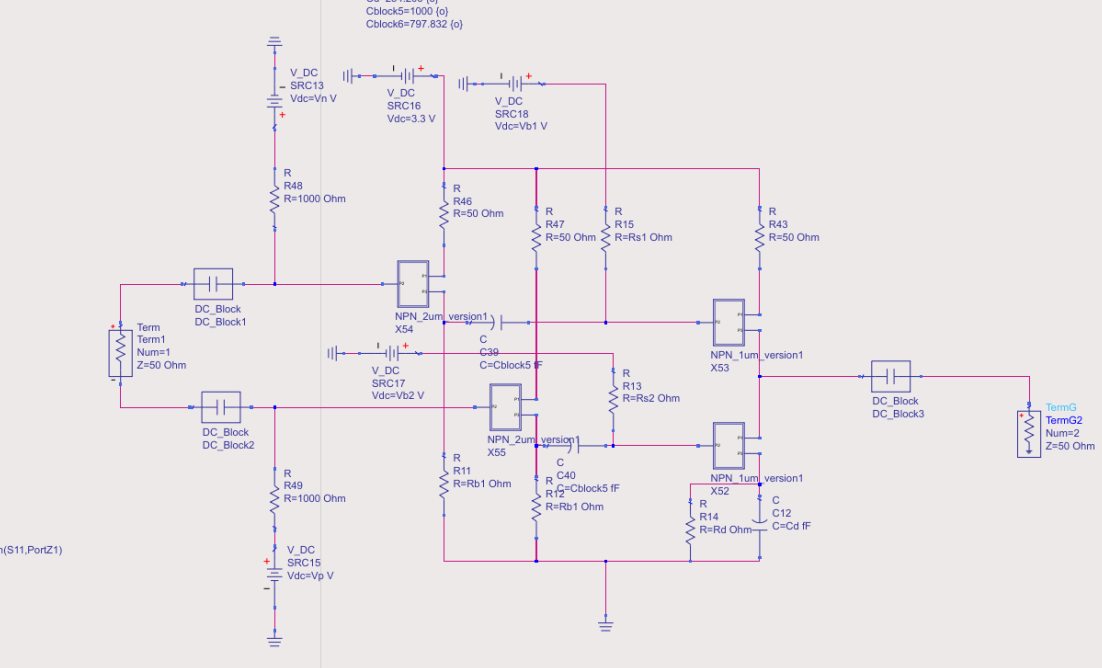 Cblock5=1000 {o}
Cblock6=797.832 {o}
V_DC
SRC13
Vdc=Vn V
V_DC
SRC16
Vdc=3.3 V
V_DC
SRC18
Vdc=Vb1 V
R
R48
R=1000 Ohm
R
R46
R=50 Ohm
R
R47
R=50 Ohm
R
R15
R=Rs1 Ohm
R
R43
R=50 Ohm
DC_Block
DC_Block1
NPN_2um_version1
X54
Term
Term1
Num=1
Z=50 Ohm
C
C39
C=Cblock5 fF
NPN_1um_version1
X53
V_DC
SRC17
Vdc=Vb2 V
R
R13
R=Rs2 Ohm
DC_Block
DC_Block3
DC_Block
DC_Block2
TermG
TermG2
Num=2
Z=50 Ohm
NPN_2um_version1
X55
C
C40
C=Cblock5 fF
NPN_1um_version1
X52
R
R49
R=1000 Ohm
R
R11
R=Rb1 Ohm
R
R12
R=Rb1 Ohm
R
R14
R=Rd Ohm
C
C12
C=Cd fF
(S11,PortZ1)
V_DC
SRC15
Vdc=Vp V